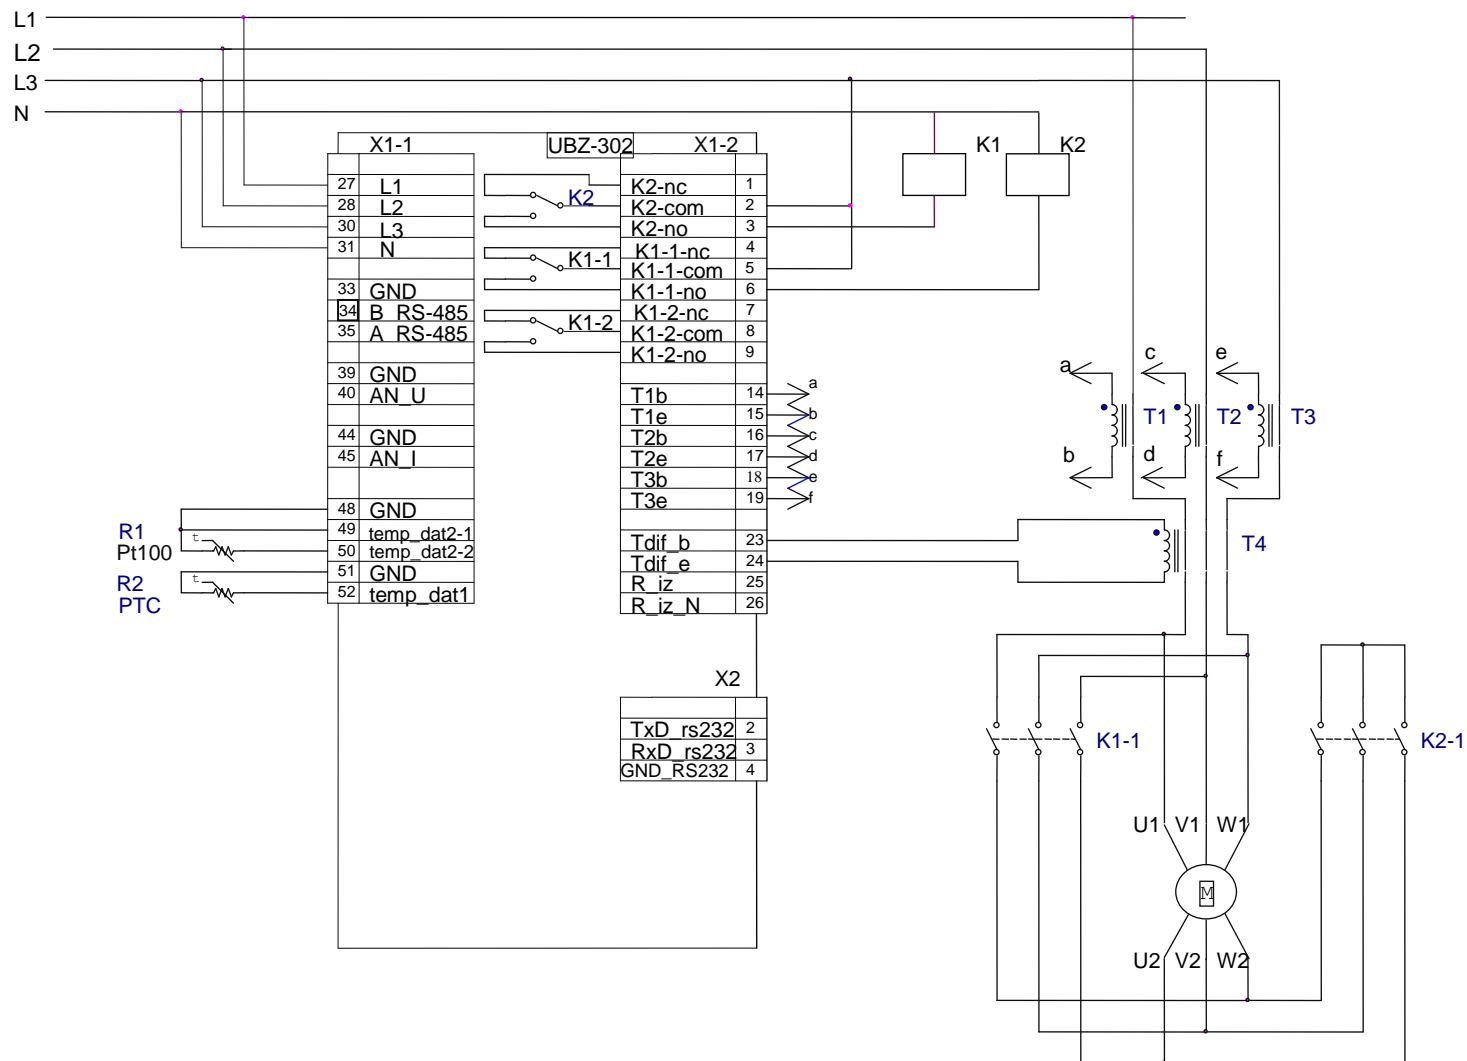 L1
L2
L3
N
X1-1
UBZ-302
X1-2
K1
K2
27 L1
28 L2
30 L3
31 N
33 GND
34 B RS-485
35 A RS-485
39 GND
40 AN_U
44 GND
45 AN_I
48 GND
49 temp_dat2-1
50 temp_dat2-2
51 GND
52 temp_dat1
R1
Pt100
t
R2
PTC
t
K2
K1-1
K1-2
K2-nc 1
K2-com 2
K2-no 3
K1-1-nc 4
K1-1-com 5
K1-1-no 6
K1-2-nc 7
K1-2-com 8
K1-2-no 9
T1b 14 a
T1e 15 b
T2b 16 c
T2e 17 d
T3b 18 e
T3e 19 f
Tdif_b 23
Tdif_e 24
R_iz 25
R_iz_N 26
X2
TxD_rs232 2
RxD_rs232 3
GND_RS232 4
a c e
T1 T2 T3
b d f
T4
K1-1
K2-1
U1 V1 W1
M
U2 V2 W2